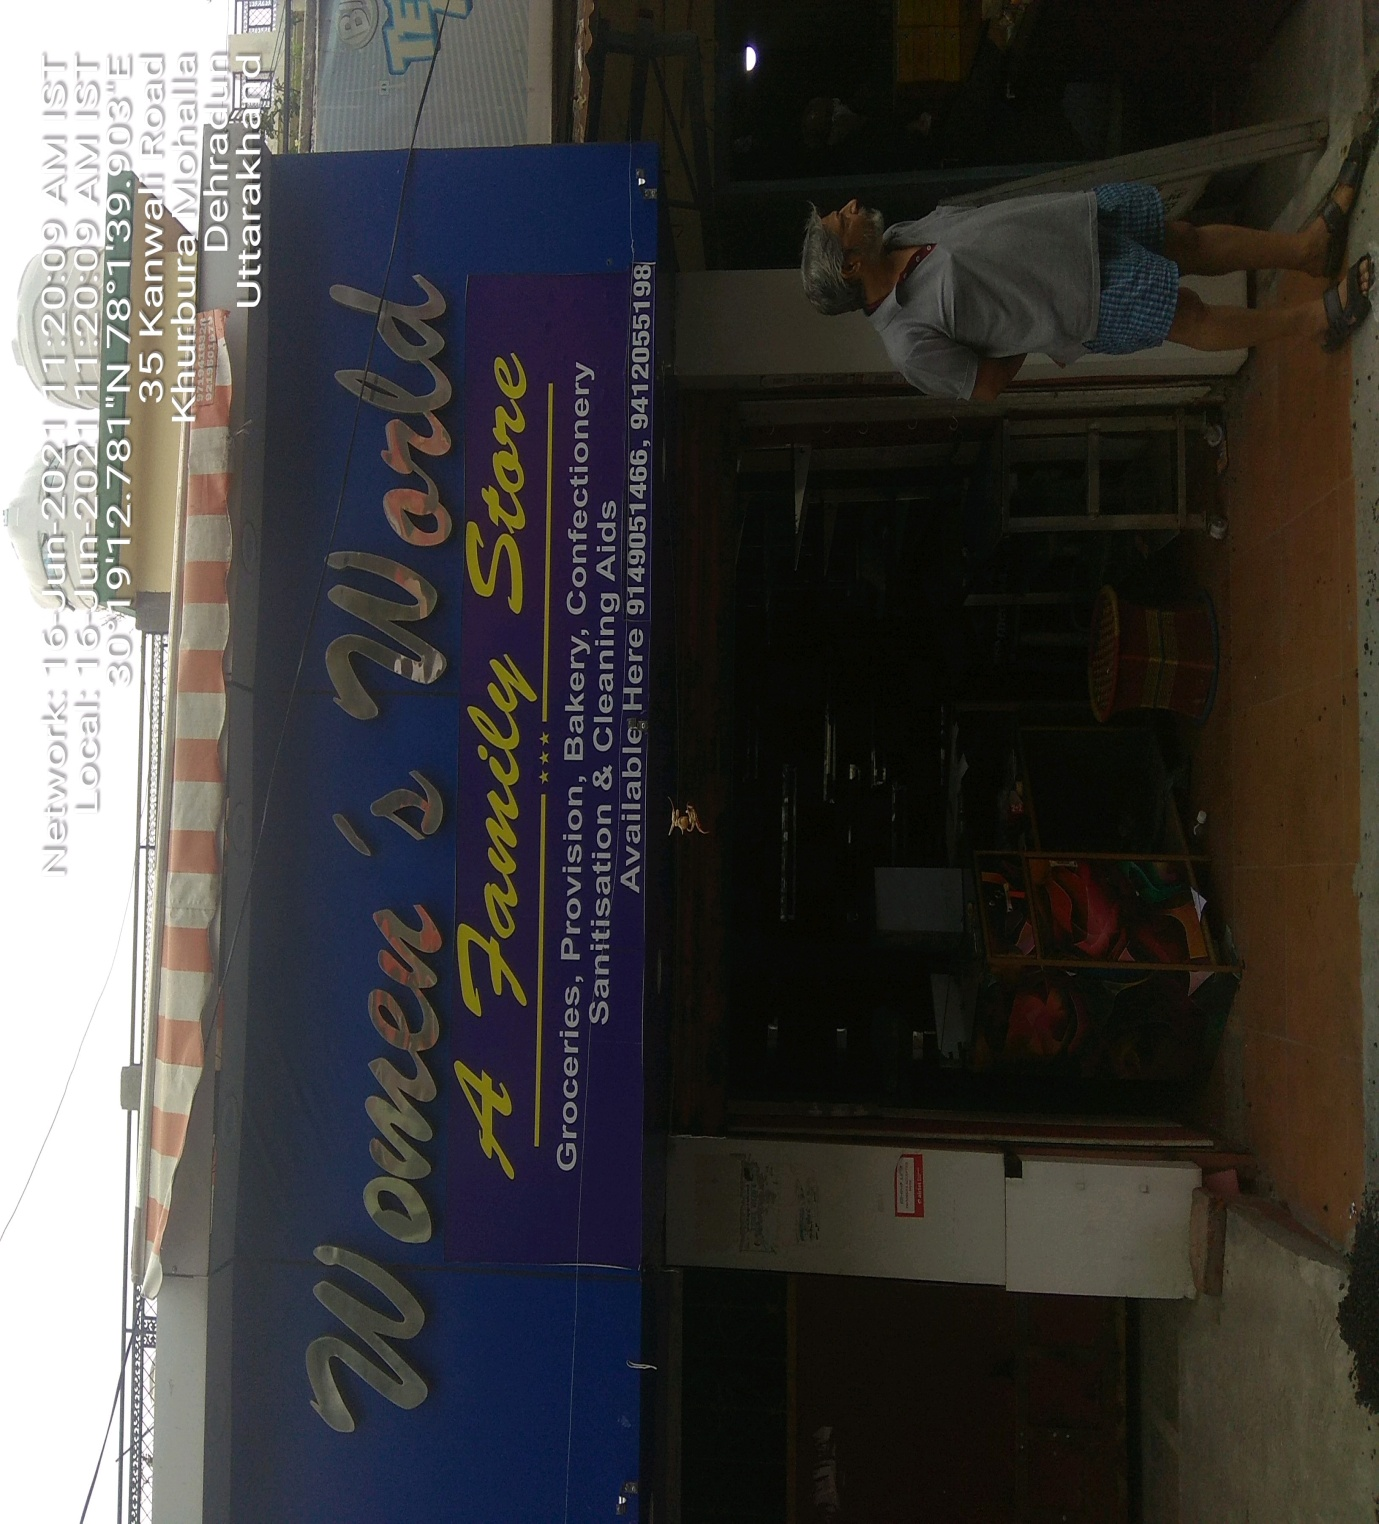 Network: 16-Jun-2021 11:20:09 AM IST
Local: 16-Jun-2021 11:20:09 AM IST
30°19'12.781"N 78°1'39.903"E
35 Kanwali Road
Khurbura Mohalla
Dehradun
Uttarakhand
Women's World
A Family Store
Groceries, Provision, Bakery, Confectionery
Sanitisation & Cleaning Aids
Available Here 9149051466, 9412055198